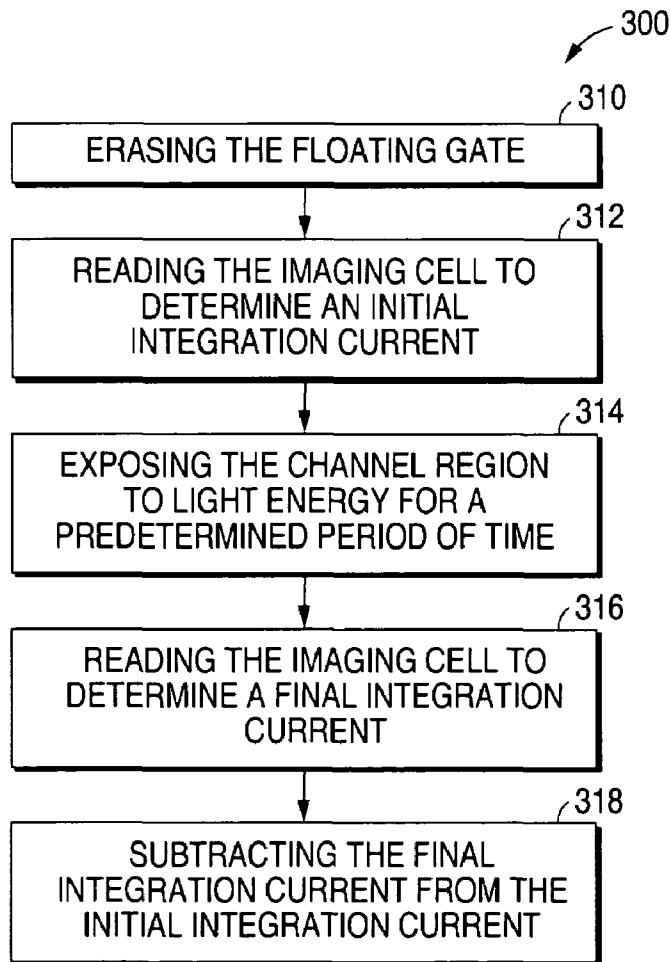 300
310
ERASING THE FLOATING GATE
312
READING THE IMAGING CELL TO
DETERMINE AN INITIAL
INTEGRATION CURRENT
314
EXPOSING THE CHANNEL REGION
TO LIGHT ENERGY FOR A
PREDETERMINED PERIOD OF TIME
316
READING THE IMAGING CELL TO
DETERMINE A FINAL INTEGRATION
CURRENT
318
SUBTRACTING THE FINAL
INTEGRATION CURRENT FROM THE
INITIAL INTEGRATION CURRENT